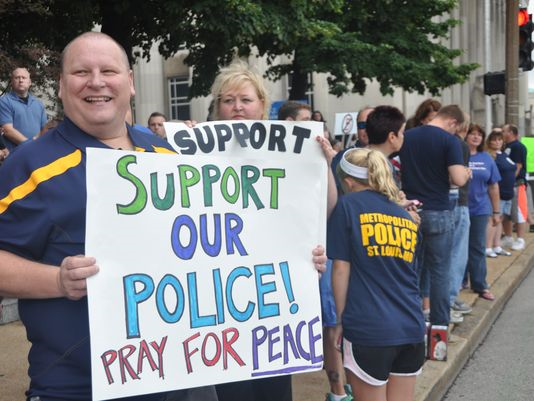 SUPPORT
SUPPORT
OUR
POLICE!
PRAY FOR PEACE
METROPOLITAN
POLICE
ST. LOUIS, MO